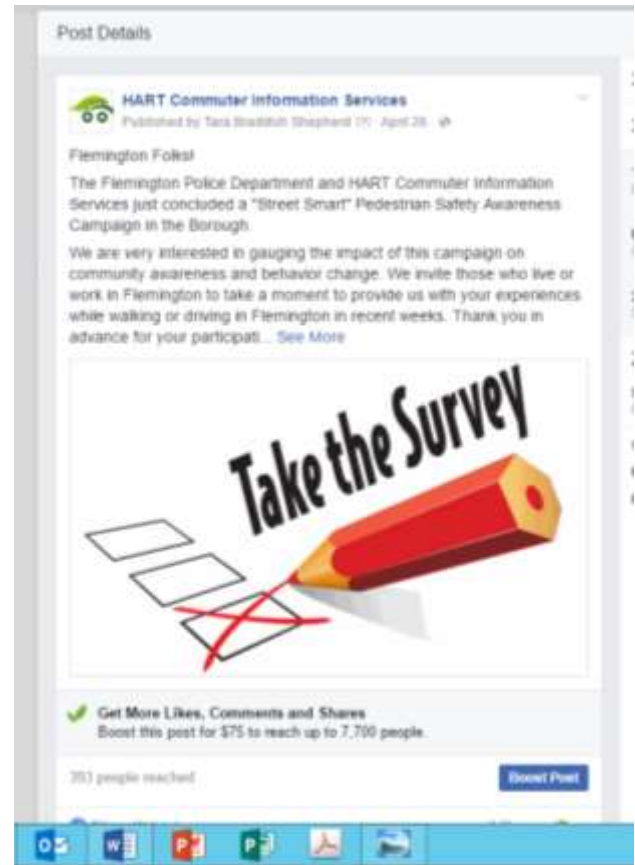 Post Details
HART Commuter Information Services
Published by Tara Shepherd April 28
Flemington Folks!
The Flemington Police Department and HART Commuter Information
Services just concluded a "Street Smart" Pedestrian Safety Awareness
Campaign in the Borough.
We are very interested in gauging the impact of this campaign on
community awareness and behavior change. We invite those who live or
work in Flemington to take a moment to provide us with your experiences
while walking or driving in Flemington in recent weeks. Thank you in
advance for your participati... See More
Take the Survey
Get More Likes, Comments and Shares
Boost this post for $75 to reach up to 7,700 people.
people reached
Boost Post